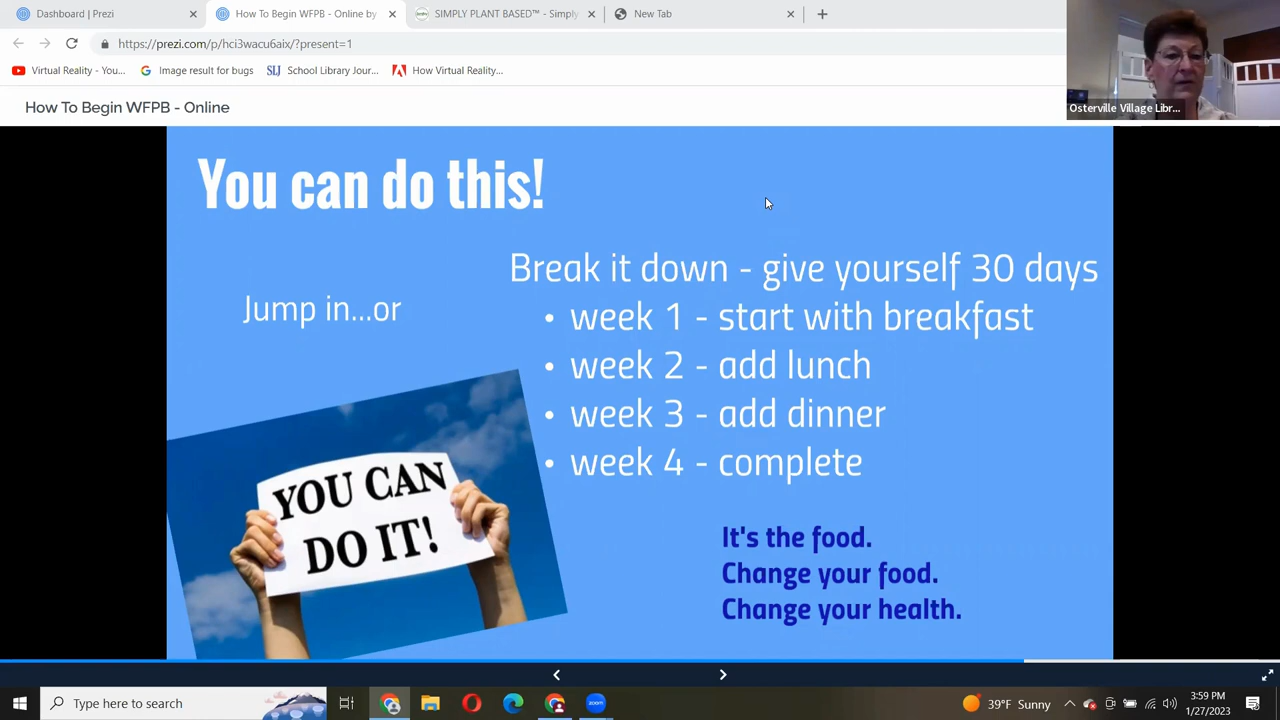 Dashboard | Prezi
How To Begin WFPB - Online by
SIMPLY PLANT BASED™ - Simply
New Tab
https://prezi.com/p/hci3wacu6aix/?present=1
Virtual Reality - You...
Image result for bugs
SLJ
School Library Jour...
How Virtual Reality...
Osterville Village Libr...
How To Begin WFPB - Online
You can do this!
Jump in...or
Break it down - give yourself 30 days
• week 1 - start with breakfast
• week 2 - add lunch
• week 3 - add dinner
• week 4 - complete
YOU CAN
DO IT!
It's the food.
Change your food.
Change your health.
Type here to search
zoom
39°F Sunny
3:59 PM
1/27/2023